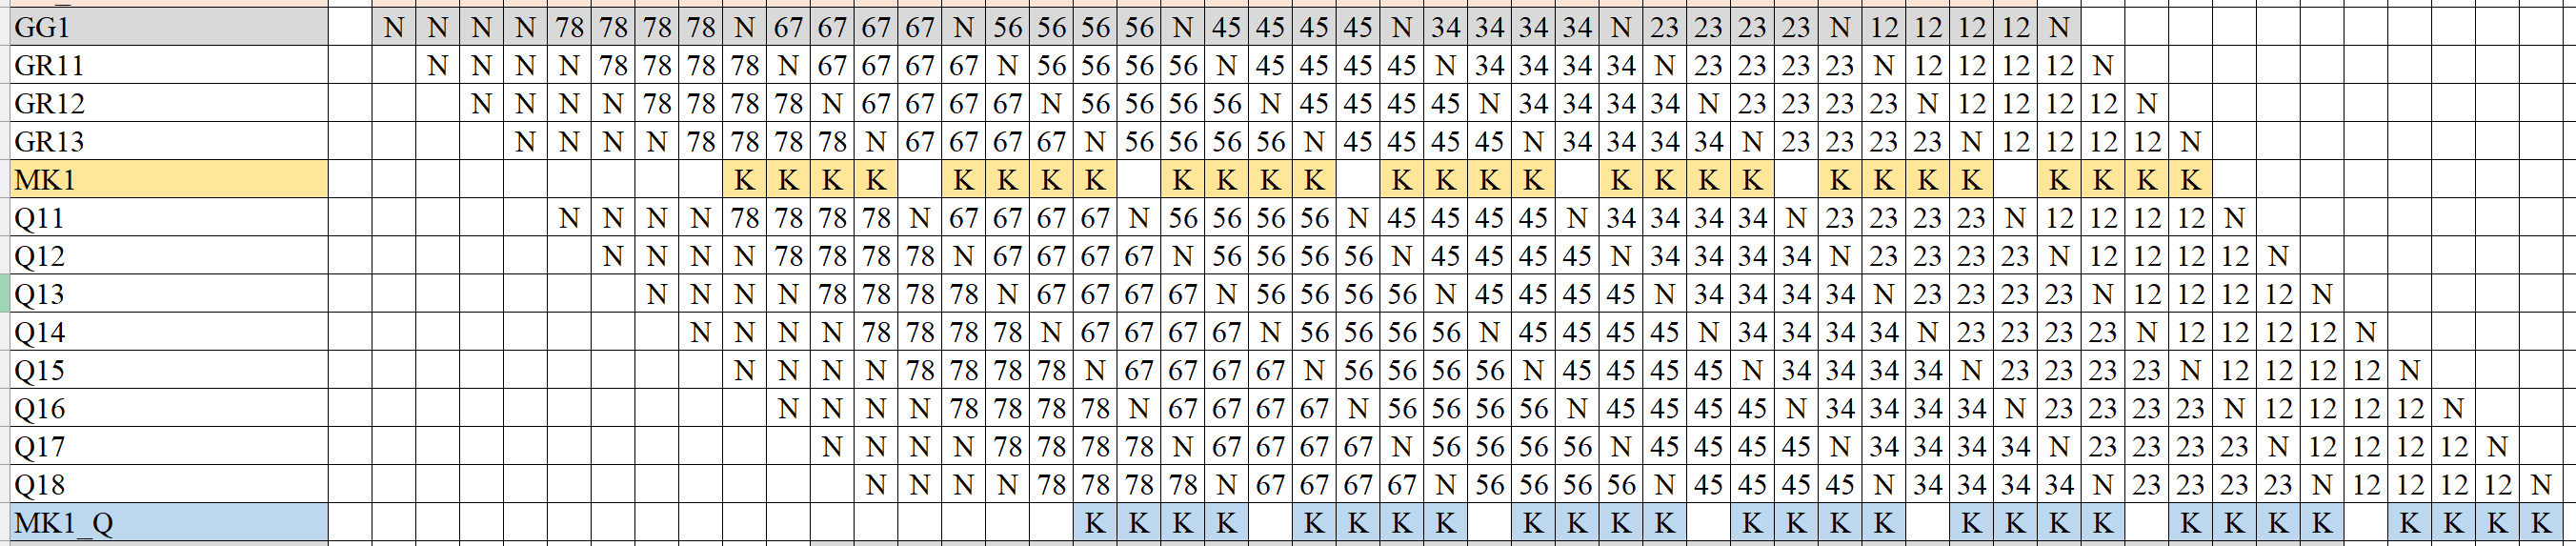 GG1 N N N N 78 78 78 78 N 67 67 67 67 N 56 56 56 56 N 45 45 45 45 N 34 34 34 34 N 23 23 23 23 N 12 12 12 12 N
GR11 N N N N 78 78 78 78 N 67 67 67 67 N 56 56 56 56 N 45 45 45 45 N 34 34 34 34 N 23 23 23 23 N 12 12 12 12 N
GR12 N N N N 78 78 78 78 N 67 67 67 67 N 56 56 56 56 N 45 45 45 45 N 34 34 34 34 N 23 23 23 23 N 12 12 12 12 N
GR13 N N N N 78 78 78 78 N 67 67 67 67 N 56 56 56 56 N 45 45 45 45 N 34 34 34 34 N 23 23 23 23 N 12 12 12 12 N
MK1 K K K K K K K K K K K K K K K K K K K K K K K K K K K K
Q11 N N N N 78 78 78 78 N 67 67 67 67 N 56 56 56 56 N 45 45 45 45 N 34 34 34 34 N 23 23 23 23 N 12 12 12 12 N
Q12 N N N N 78 78 78 78 N 67 67 67 67 N 56 56 56 56 N 45 45 45 45 N 34 34 34 34 N 23 23 23 23 N 12 12 12 12 N
Q13 N N N N 78 78 78 78 N 67 67 67 67 N 56 56 56 56 N 45 45 45 45 N 34 34 34 34 N 23 23 23 23 N 12 12 12 12 N
Q14 N N N N 78 78 78 78 N 67 67 67 67 N 56 56 56 56 N 45 45 45 45 N 34 34 34 34 N 23 23 23 23 N 12 12 12 12 N
Q15 N N N N 78 78 78 78 N 67 67 67 67 N 56 56 56 56 N 45 45 45 45 N 34 34 34 34 N 23 23 23 23 N 12 12 12 12 N
Q16 N N N N 78 78 78 78 N 67 67 67 67 N 56 56 56 56 N 45 45 45 45 N 34 34 34 34 N 23 23 23 23 N 12 12 12 12 N
Q17 N N N N 78 78 78 78 N 67 67 67 67 N 56 56 56 56 N 45 45 45 45 N 34 34 34 34 N 23 23 23 23 N 12 12 12 12 N
Q18 N N N N 78 78 78 78 N 67 67 67 67 N 56 56 56 56 N 45 45 45 45 N 34 34 34 34 N 23 23 23 23 N 12 12 12 12 N
MK1_Q K K K K K K K K K K K K K K K K K K K K K K K K K K K K